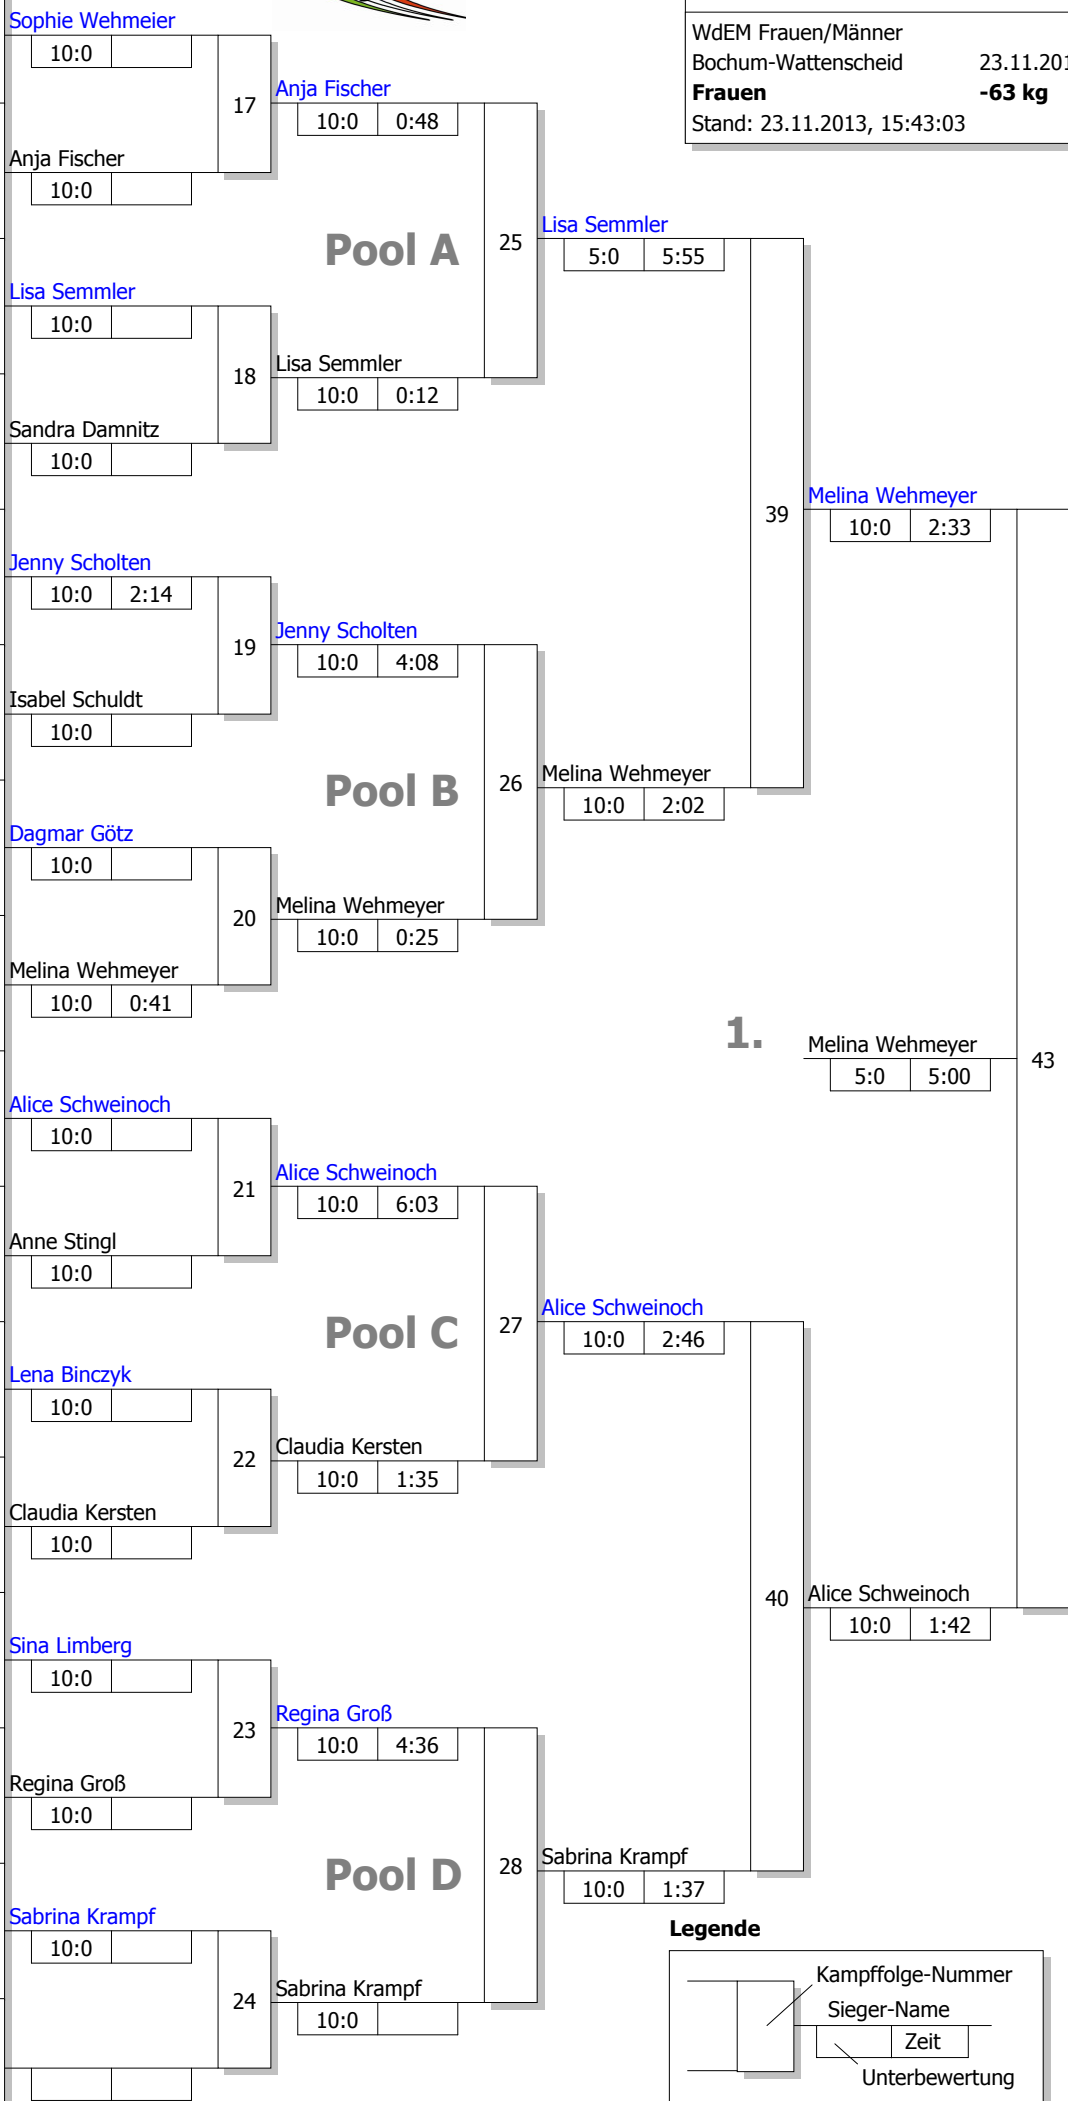 Sophie Wehmeier
10:0
WdEM Frauen/Männer
Bochum-Wattenscheid 23.11.201
Frauen -63 kg
Stand: 23.11.2013, 15:43:03
17
Anja Fischer
10:0 0:48
Anja Fischer
10:0
Pool A
25
Lisa Semmler
5:0 5:55
Lisa Semmler
10:0
18
Lisa Semmler
10:0 0:12
Sandra Damnitz
10:0
39
Melina Wehmeyer
10:0 2:33
Jenny Scholten
10:0 2:14
19
Jenny Scholten
10:0 4:08
Isabel Schuldt
10:0
Pool B
26
Melina Wehmeyer
10:0 2:02
Dagmar Götz
10:0
20
Melina Wehmeyer
10:0 0:25
Melina Wehmeyer
10:0 0:41
1.
Melina Wehmeyer
5:0 5:00
43
Alice Schweinoch
10:0
21
Alice Schweinoch
10:0 6:03
Anne Stingl
10:0
Pool C
27
Alice Schweinoch
10:0 2:46
Lena Binczyk
10:0
22
Claudia Kersten
10:0 1:35
Claudia Kersten
10:0
40
Alice Schweinoch
10:0 1:42
Sina Limberg
10:0
23
Regina Groß
10:0 4:36
Regina Groß
10:0
Pool D
28
Sabrina Krampf
10:0 1:37
Sabrina Krampf
10:0
24
Sabrina Krampf
10:0
Legende
Kampffolge-Nummer
Sieger-Name
Zeit
Unterbewertung